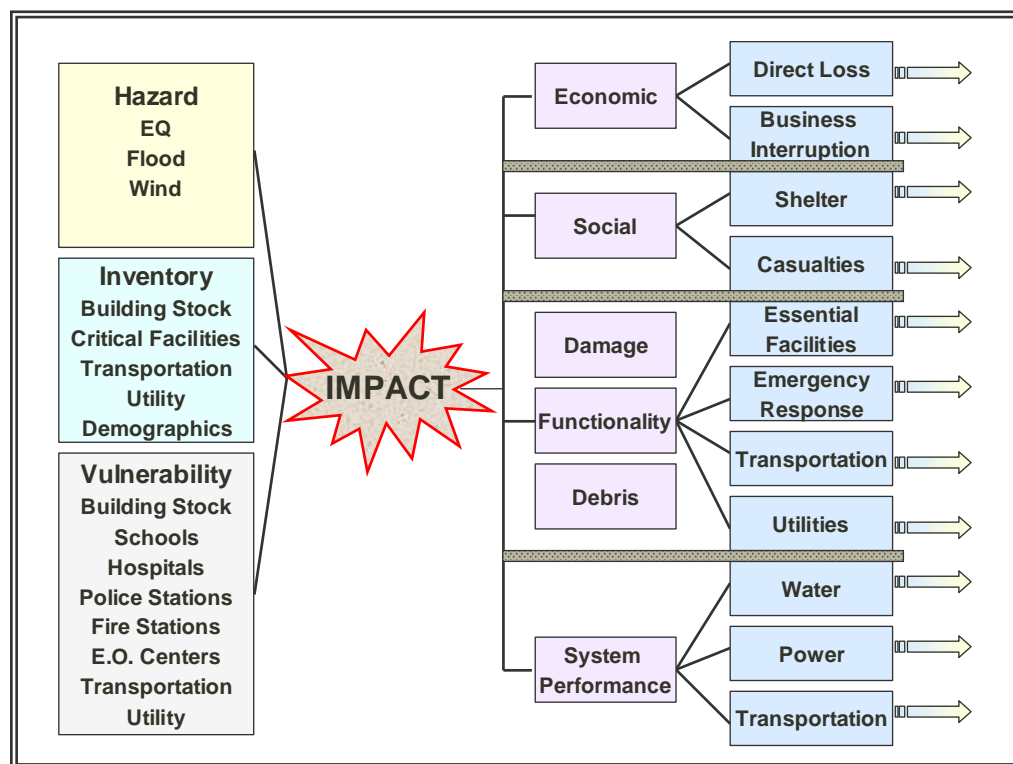 Hazard
EQ
Flood
Wind
Inventory
Building Stock
Critical Facilities
Transportation
Utility
Demographics
Vulnerability
Building Stock
Schools
Hospitals
Police Stations
Fire Stations
E.O. Centers
Transportation
Utility
IMPACT
Economic
Social
Damage
Functionality
Debris
System
Performance
Direct Loss
Business
Interruption
Shelter
Casualties
Essential
Facilities
Emergency
Response
Transportation
Utilities
Water
Power
Transportation